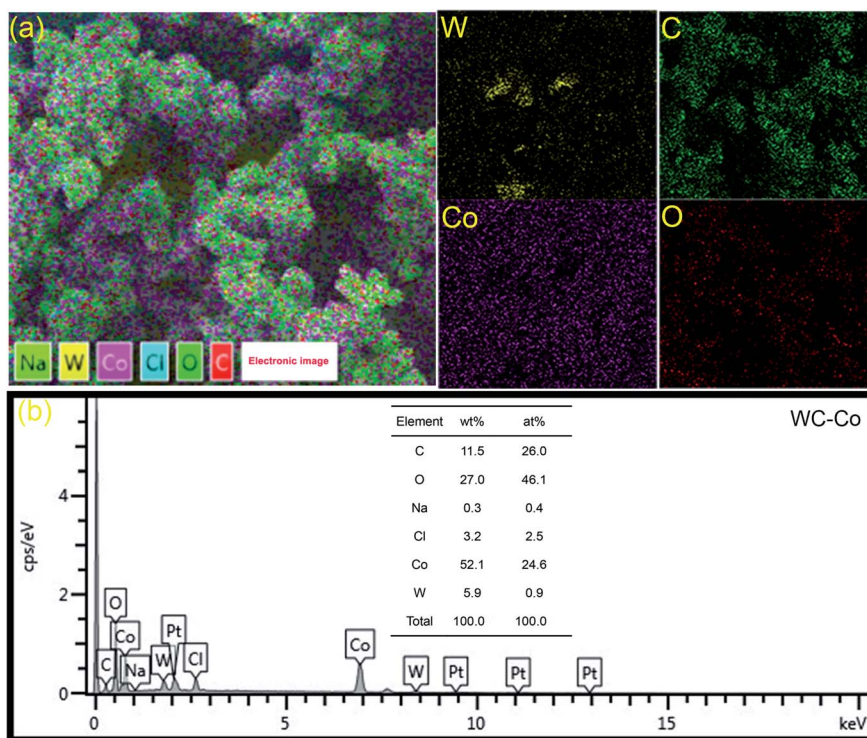 (a)
W
C
Co
O
Na W Co Cl O C Electronic image
(b)
WC-Co
Element wt% at%
C 11.5 26.0
O 27.0 46.1
Na 0.3 0.4
Cl 3.2 2.5
Co 52.1 24.6
W 5.9 0.9
Total 100.0 100.0
cps/eV
4
2
0
C O Co Na W Pt Cl Co W Pt Pt Pt
0 5 10 15 keV